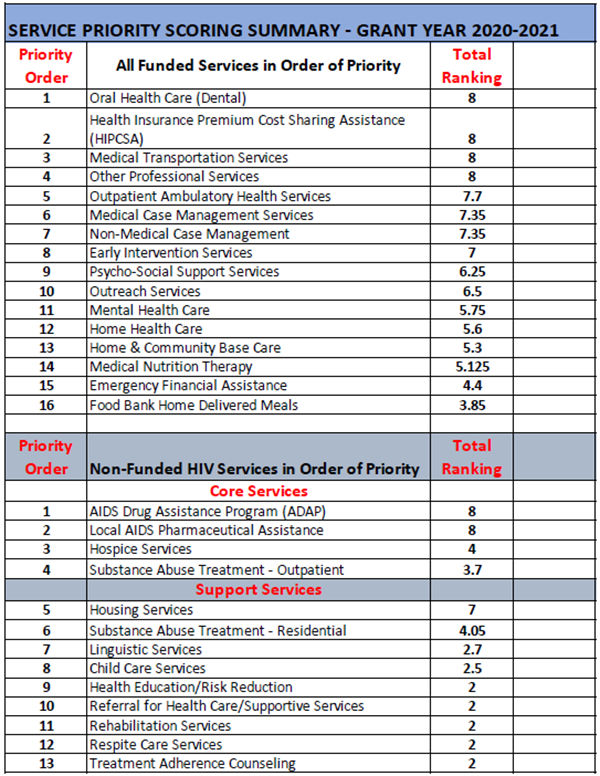 SERVICE PRIORITY SCORING SUMMARY - GRANT YEAR 2020-2021
Priority Order All Funded Services in Order of Priority Total Ranking
1 Oral Health Care (Dental) 8
Health Insurance Premium Cost Sharing Assistance
2 (HIPCSA) 8
3 Medical Transportation Services 8
4 Other Professional Services 8
5 Outpatient Ambulatory Health Services 7.7
6 Medical Case Management Services 7.35
7 Non-Medical Case Management 7.35
8 Early Intervention Services 7
9 Psycho-Social Support Services 6.25
10 Outreach Services 6.5
11 Mental Health Care 5.75
12 Home Health Care 5.6
13 Home & Community Base Care 5.3
14 Medical Nutrition Therapy 5.125
15 Emergency Financial Assistance 4.4
16 Food Bank Home Delivered Meals 3.85
Priority Order Non-Funded HIV Services in Order of Priority Total Ranking
Core Services
1 AIDS Drug Assistance Program (ADAP) 8
2 Local AIDS Pharmaceutical Assistance 8
3 Hospice Services 4
4 Substance Abuse Treatment - Outpatient 3.7
Support Services
5 Housing Services 7
6 Substance Abuse Treatment - Residential 4.05
7 Linguistic Services 2.7
8 Child Care Services 2.5
9 Health Education/Risk Reduction 2
10 Referral for Health Care/Supportive Services 2
11 Rehabilitation Services 2
12 Respite Care Services 2
13 Treatment Adherence Counseling 2